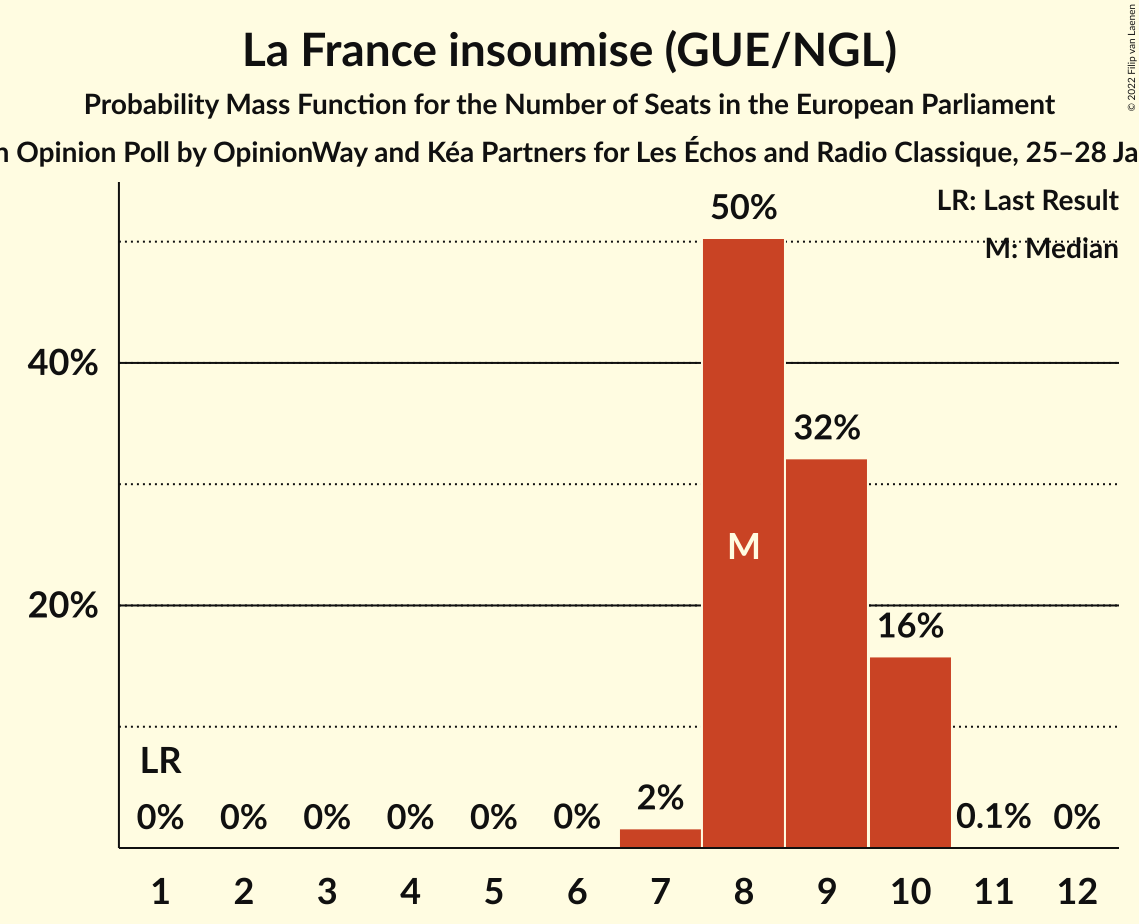 La France insoumise (GUE/NGL)
Probability Mass Function for the Number of Seats in the European Parliament
Opinion Poll by OpinionWay and Kéa Partners for Les Échos and Radio Classique, 25–28
© 2022 Filip van Laenen
LR: Last Result
M: Median
50%
40%
32%
M
20%
16%
LR
2%
0% 0% 0% 0% 0% 0% 0.1% 0%
1 2 3 4 5 6 7 8 9 10 11 12